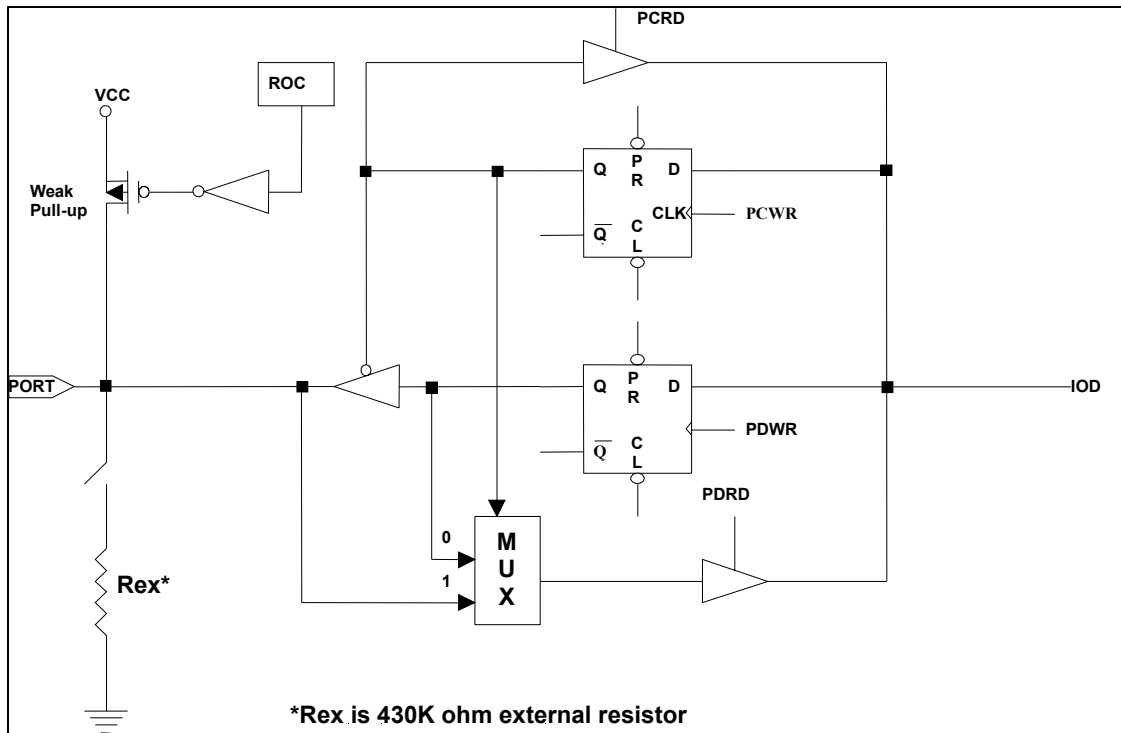 PCRD
ROC
VCC
Weak
Pull-up
Q
P
R
D
CLK
PCWR
Q
C
L
PORT
Q
P
R
D
IOD
PDWR
Q
C
L
PDRD
0
1
M
U
X
Rex*
*Rex is 430K ohm external resistor